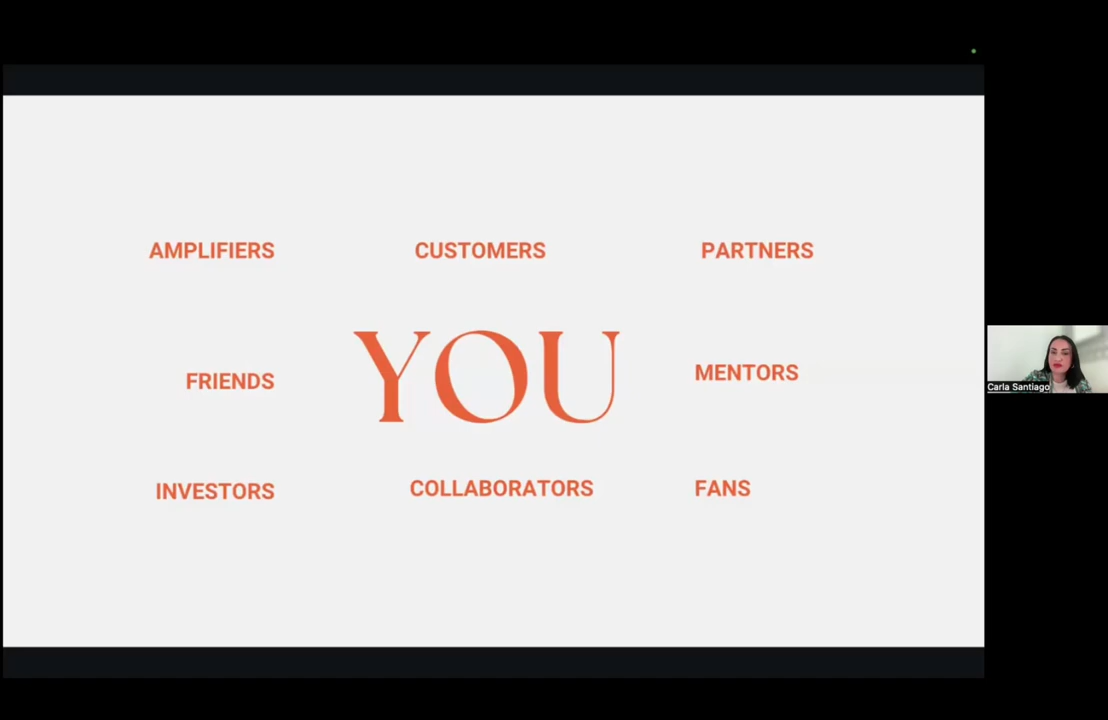 AMPLIFIERS
CUSTOMERS
PARTNERS
FRIENDS
YOU
MENTORS
INVESTORS
COLLABORATORS
FANS
Carla Santiago